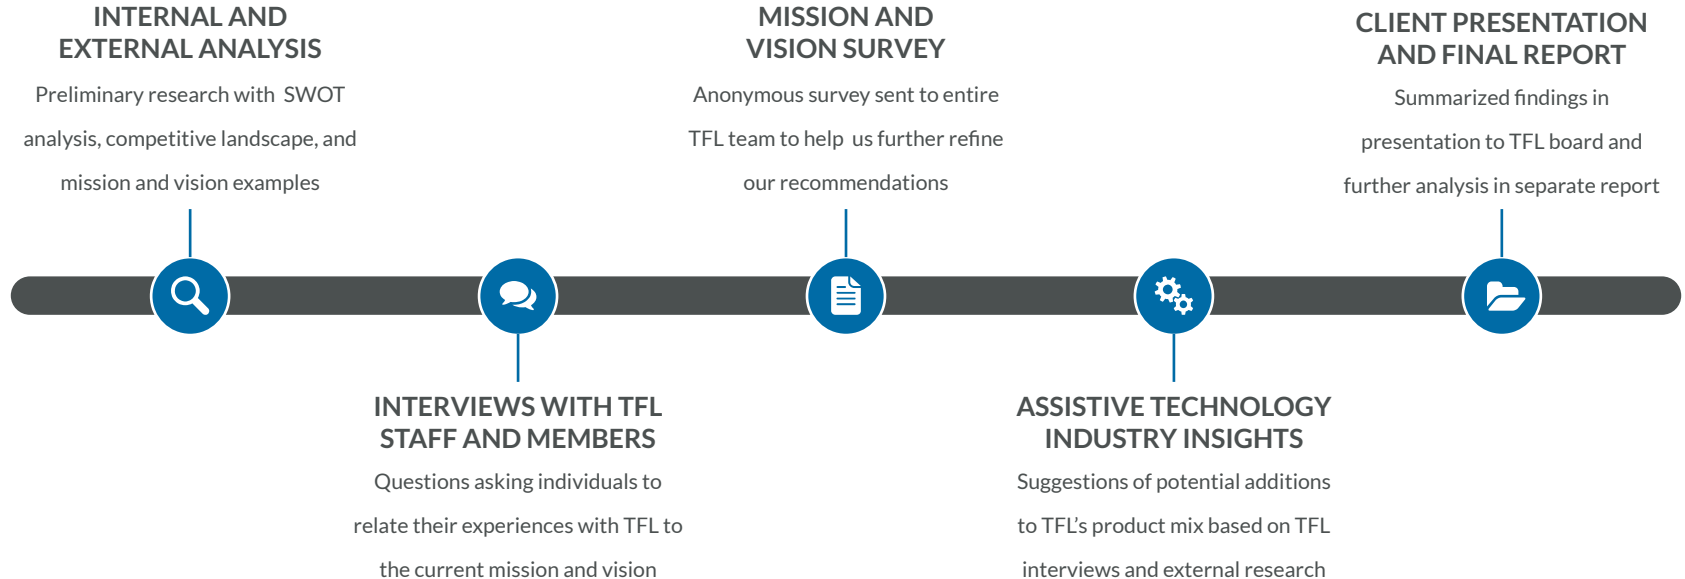 INTERNAL AND
EXTERNAL ANALYSIS
Preliminary research with SWOT
analysis, competitive landscape, and
mission and vision examples
INTERVIEWS WITH TFL
STAFF AND MEMBERS
Questions asking individuals to
relate their experiences with TFL to
the current mission and vision
MISSION AND
VISION SURVEY
Anonymous survey sent to entire
TFL team to help us further refine
our recommendations
ASSISTIVE TECHNOLOGY
INDUSTRY INSIGHTS
Suggestions of potential additions
to TFL's product mix based on TFL
interviews and external research
CLIENT PRESENTATION
AND FINAL REPORT
Summarized findings in
presentation to TFL board and
further analysis in separate report